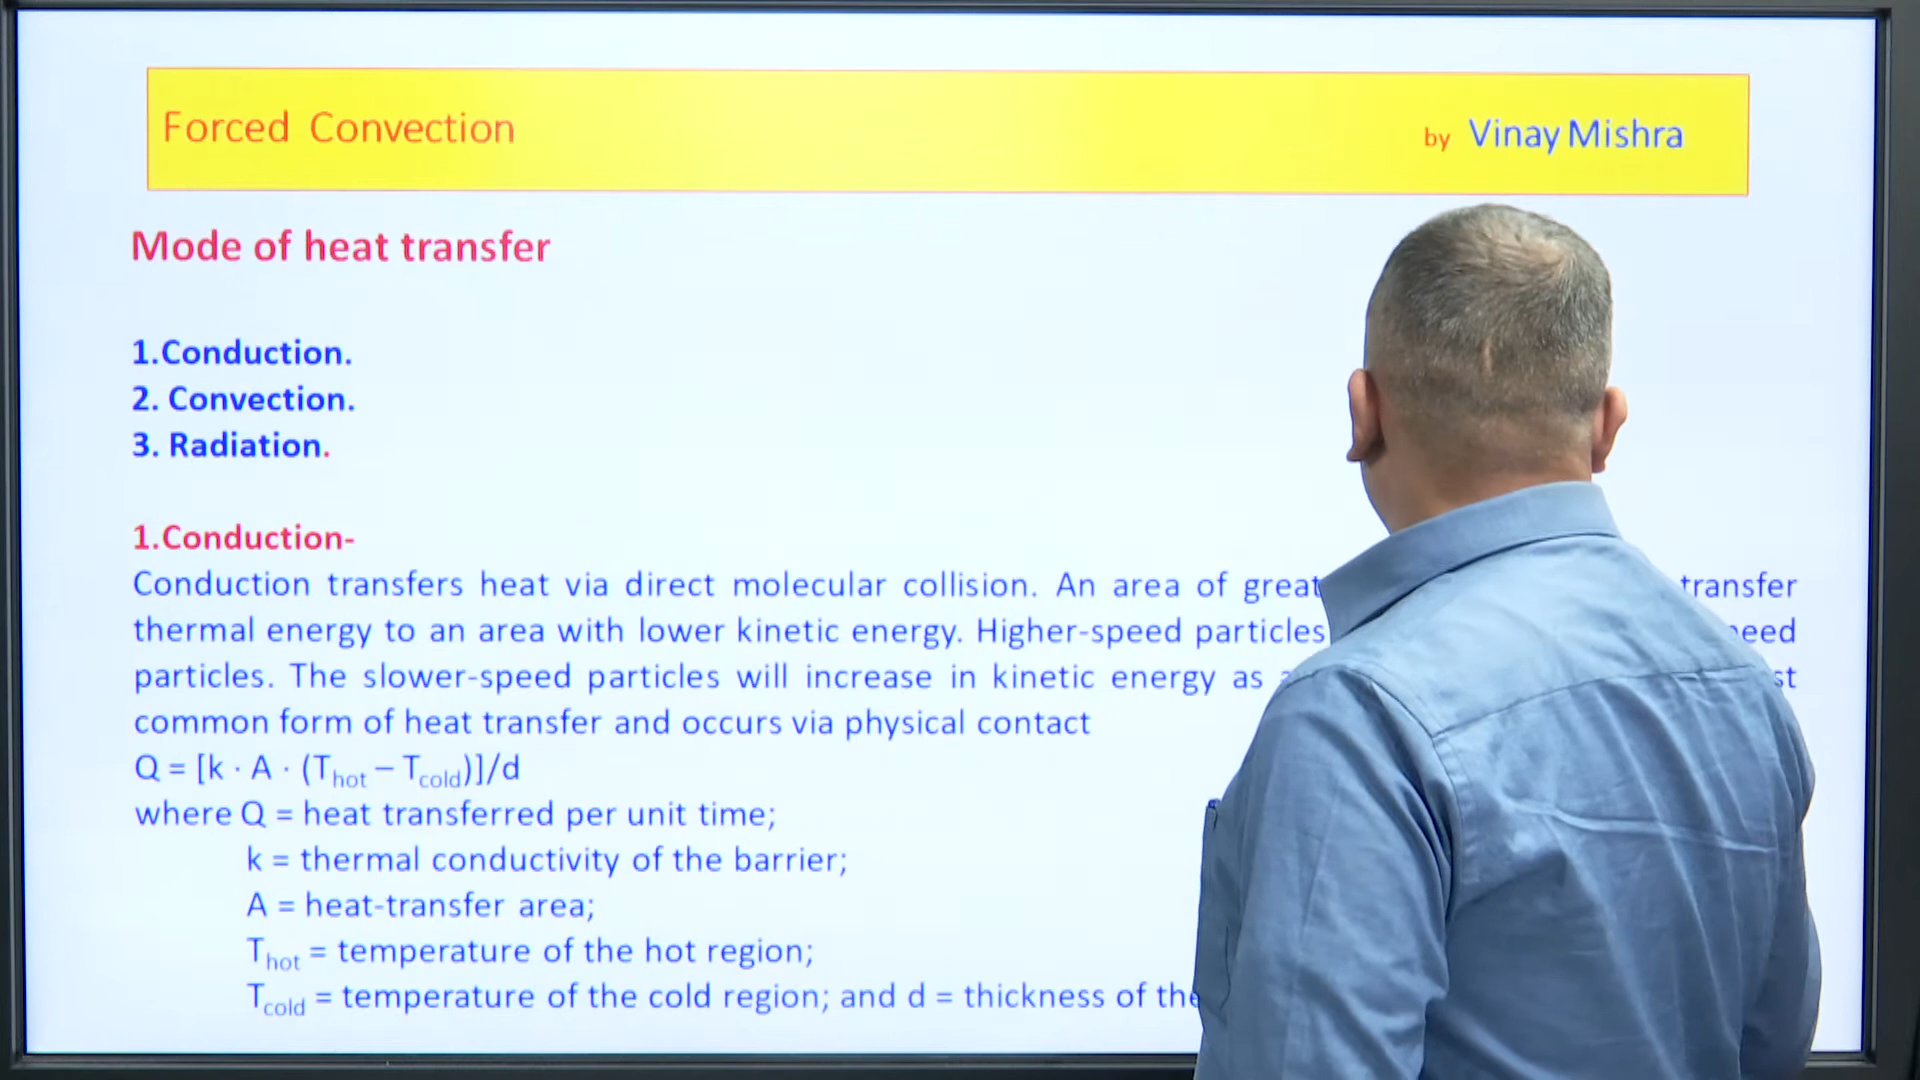 Forced Convection by Vinay Mishra
Mode of heat transfer
1.Conduction.
2. Convection.
3. Radiation.
1.Conduction-
Conduction transfers heat via direct molecular collision. An area of transfer
thermal energy to an area with lower kinetic energy. Higher-speed particles
particles. The slower-speed particles will increase in kinetic energy as
common form of heat transfer and occurs via physical contact
Q = [k · A · (Thot – Tcold)]/d
where Q = heat transferred per unit time;
k = thermal conductivity of the barrier;
A = heat-transfer area;
Thot = temperature of the hot region;
Tcold = temperature of the cold region; and d = thickness of the